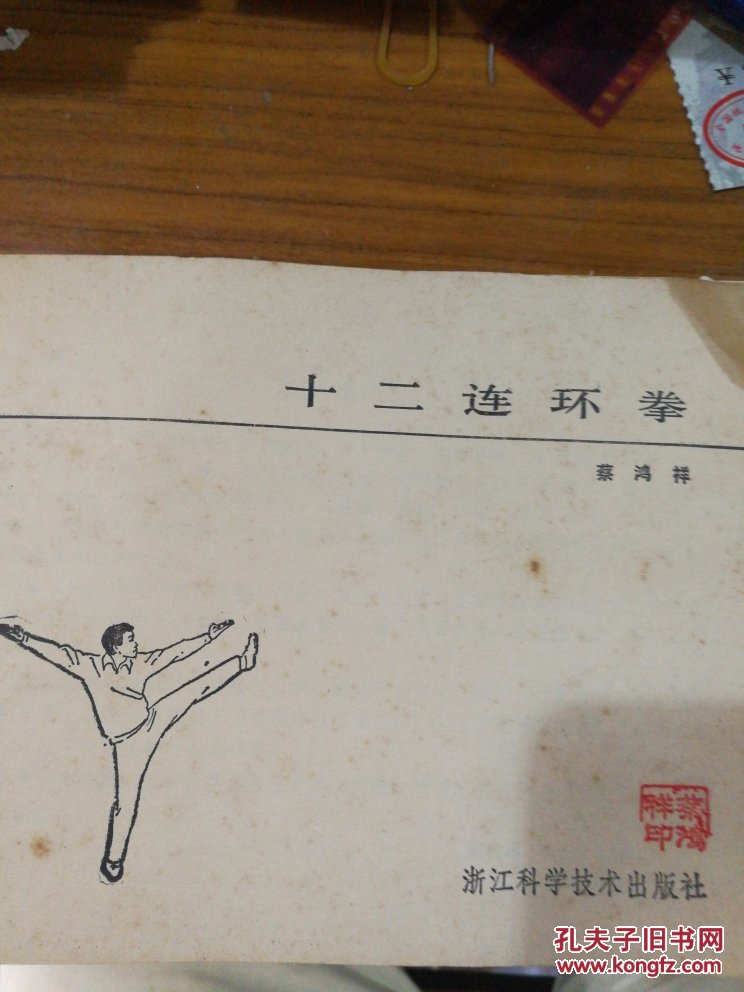 十二连环拳
蔡鸿祥
蔡鸿
祥印
浙江科学技术出版社
孔夫子旧书网
www.kongfz.com